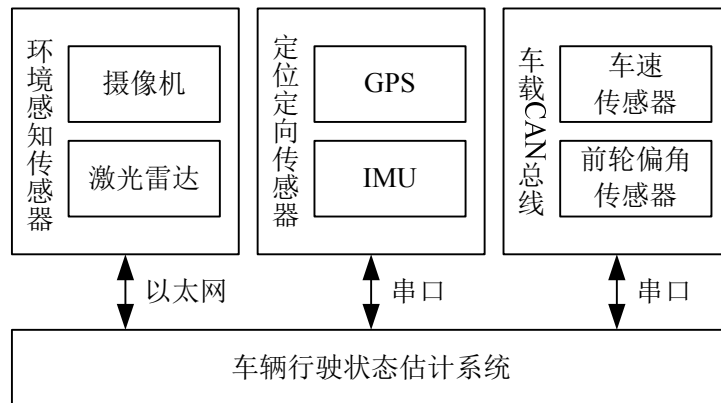 环境感知传感器
摄像机
激光雷达
定位定向传感器
GPS
IMU
车载CAN总线
车速
传感器
前轮偏角
传感器
以太网
串口
串口
车辆行驶状态估计系统